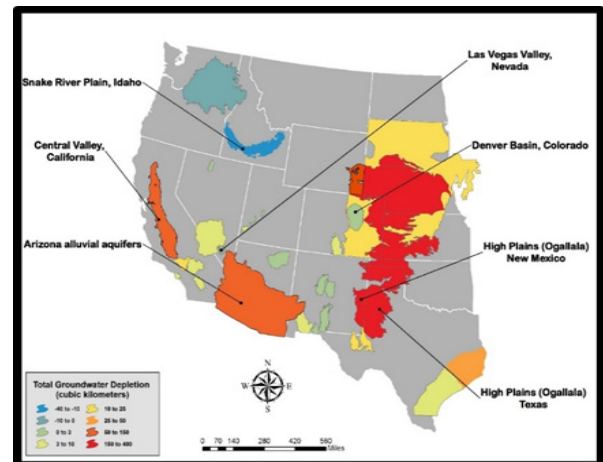 Las Vegas Valley,
Nevada
Snake River Plain, Idaho
Central Valley,
California
Denver Basin, Colorado
Arizona alluvial aquifers
High Plains (Ogallala)
New Mexico
High Plains (Ogallala)
Texas
Total Groundwater Depletion
(cubic kilometers)
-40 to -10
-10 to 0
0 to 3
3 to 10
10 to 25
25 to 50
50 to 150
150 to 400
N
W E
S
0 70 140 280 420 560
Miles